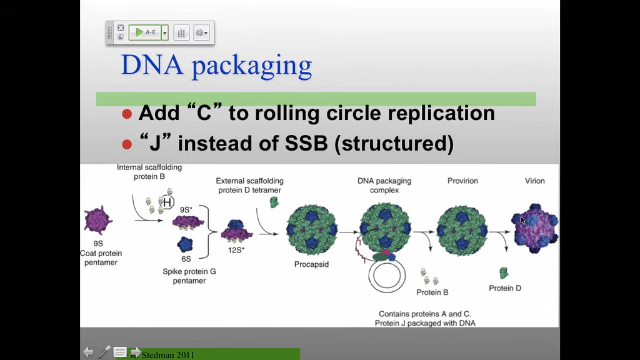 A-E
DNA packaging
Add “C” to rolling circle replication
“J” instead of SSB (structured)
Internal scaffolding
protein B
H
9S
Coat protein
pentamer
9S*
6S
Spike protein G
pentamer
12S*
External scaffolding
protein D tetramer
Procapsid
DNA packaging
complex
Protein B
Contains proteins A and C.
Protein J packaged with DNA
Provirion
Protein D
Virion
Stedman 2011